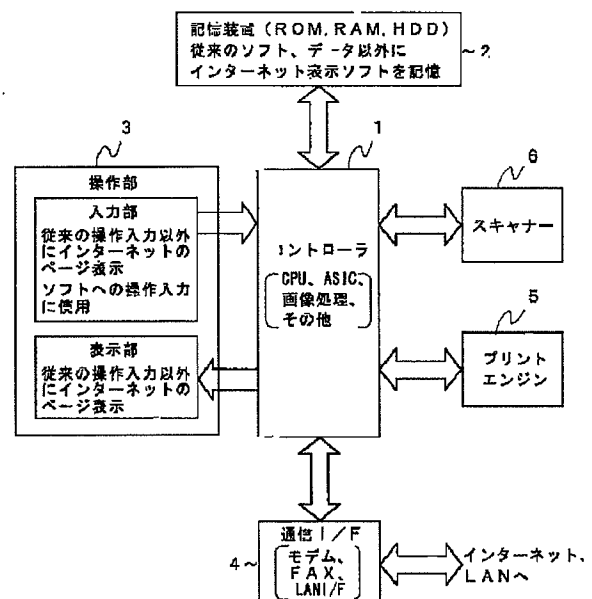 記憶装置(ROM,RAM,HDD)
従来のソフト、データ以外に
インターネット表示ソフトを記憶
~2
3
操作部
入力部
従来の操作入力以外
にインターネットの
ページ表示
ソフトへの操作入力
に使用
表示部
従来の操作入力以外
にインターネットの
ページ表示
1
コントローラ
CPU、ASIC、
画像処理、
その他
6
スキャナー
5
プリント
エンジン
4~
通信I/F
モデム、
FAX、
LANI/F
インターネット、
LANへ